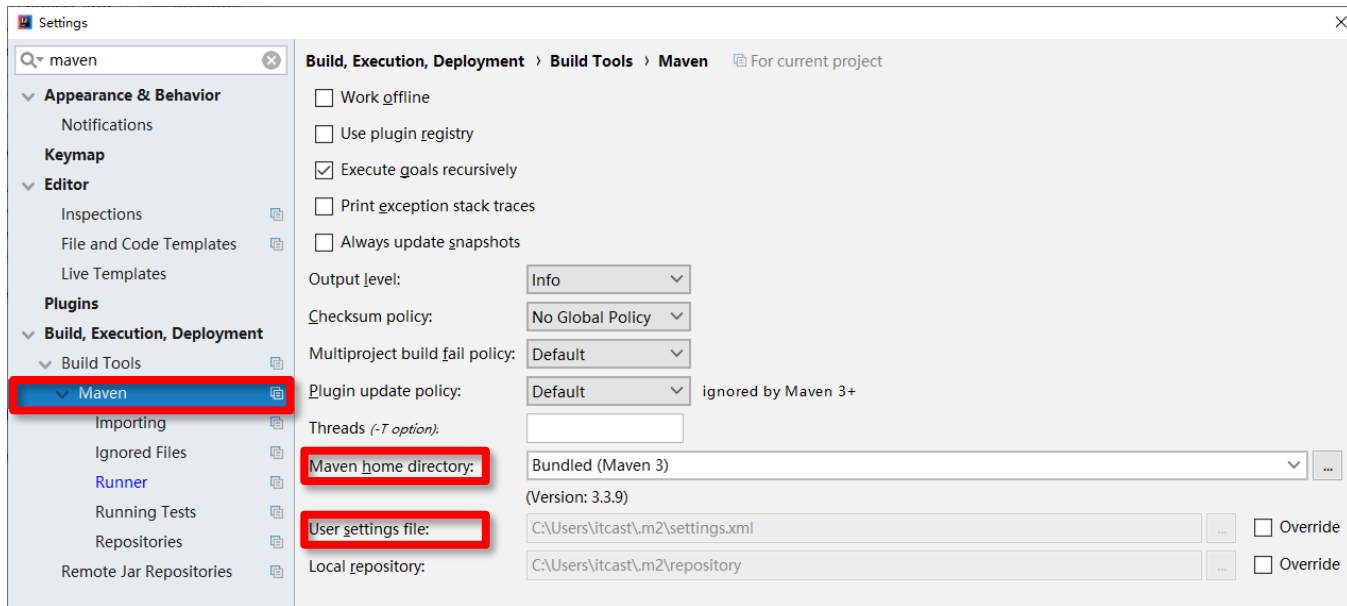 Settings
maven
Appearance & Behavior
Notifications
Keymap
Editor
Inspections
File and Code Templates
Live Templates
Plugins
Build, Execution, Deployment
Build Tools
Maven
Importing
Ignored Files
Runner
Running Tests
Repositories
Remote Jar Repositories
Build, Execution, Deployment › Build Tools › Maven For current project
Work offline
Use plugin registry
Execute goals recursively
Print exception stack traces
Always update snapshots
Output level: Info
Checksum policy: No Global Policy
Multiproject build fail policy: Default
Plugin update policy: Default ignored by Maven 3+
Threads (-T option):
Maven home directory: Bundled (Maven 3) ...
(Version: 3.3.9)
User settings file: C:\Users\itcast\.m2\settings.xml ... Override
Local repository: C:\Users\itcast\.m2\repository ... Override